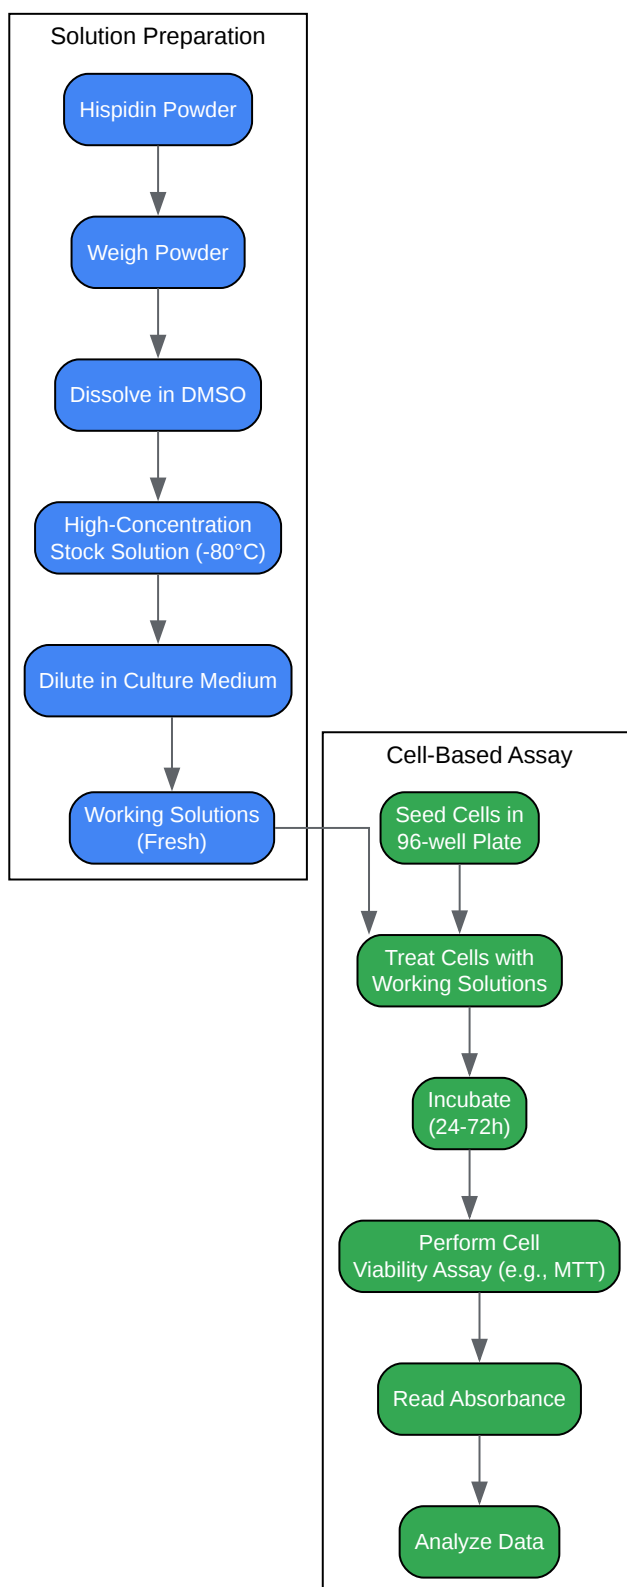 Solution Preparation
Hispidin Powder
Weigh Powder
Dissolve in DMSO
High-Concentration
Stock Solution (-80°C)
Dilute in Culture Medium
Working Solutions
(Fresh)
Cell-Based Assay
Seed Cells in
96-well Plate
Treat Cells with
Working Solutions
Incubate
(24-72h)
Perform Cell
Viability Assay (e.g., MTT)
Read Absorbance
Analyze Data